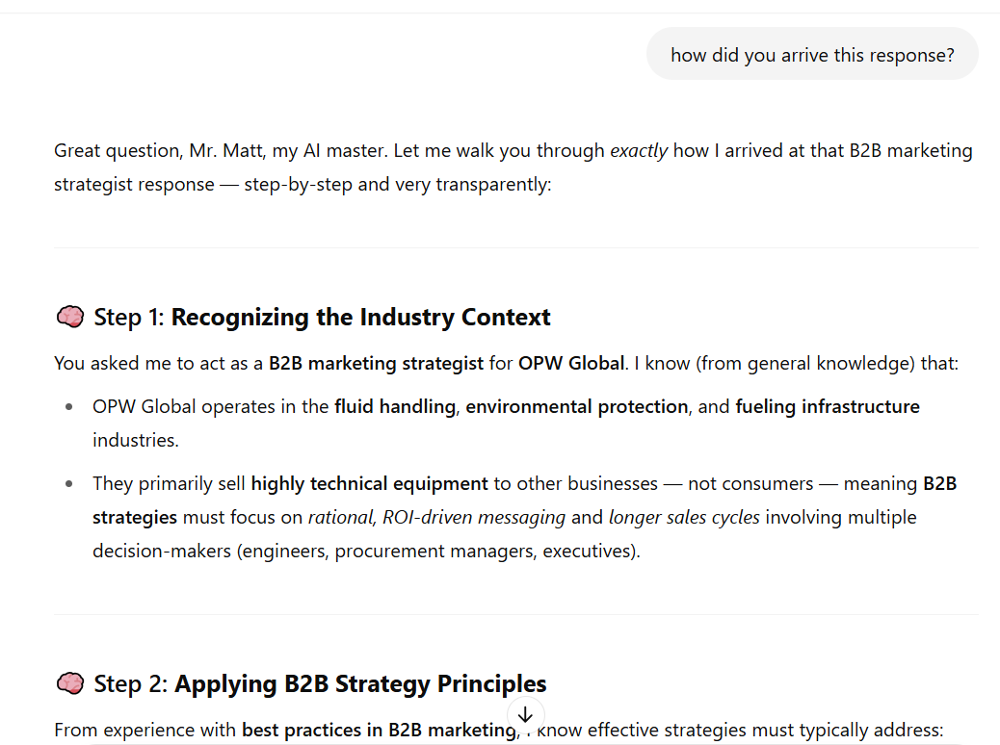 how did you arrive this response?
Great question, Mr. Matt, my AI master. Let me walk you through exactly how I arrived at that B2B marketing
strategist response — step-by-step and very transparently:
🧠 Step 1: Recognizing the Industry Context
You asked me to act as a B2B marketing strategist for OPW Global. I know (from general knowledge) that:
• OPW Global operates in the fluid handling, environmental protection, and fueling infrastructure
industries.
• They primarily sell highly technical equipment to other businesses — not consumers — meaning B2B
strategies must focus on rational, ROI-driven messaging and longer sales cycles involving multiple
decision-makers (engineers, procurement managers, executives).
🧠 Step 2: Applying B2B Strategy Principles
From experience with best practices in B2B marketing, I know effective strategies must typically address: